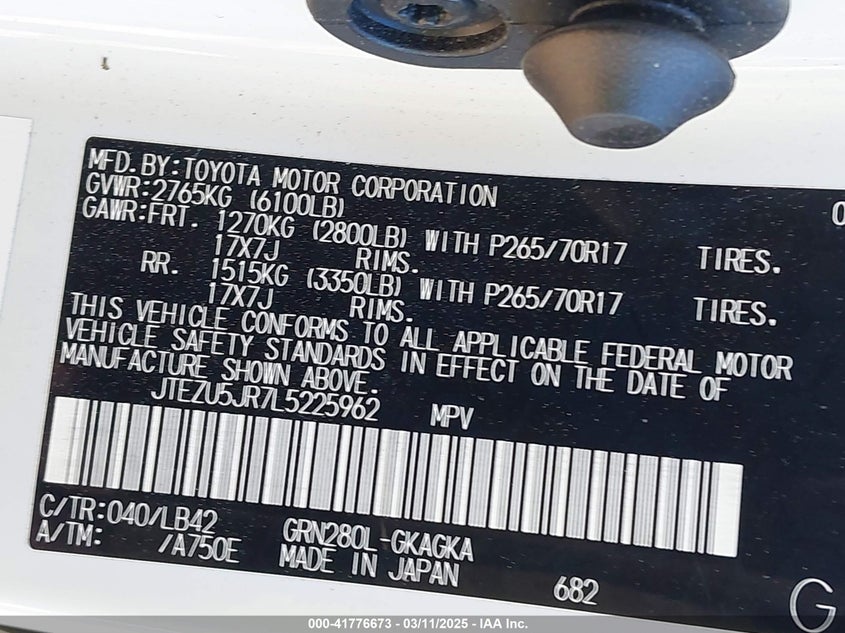 MFD.BY:TOYOTA MOTOR CORPORATION
GVWR:2765KG (6100LB)
GAWR:FRT. 1270KG (2800LB) WITH P265/70R17 TIRES.
17X7J RIMS.
RR. 1515KG (3350LB) WITH P265/70R17 TIRES.
17X7J RIMS.
THIS VEHICLE CONFORMS TO ALL APPLICABLE FEDERAL MOTOR
VEHICLE SAFETY STANDARDS IN EFFECT ON THE DATE OF
MANUFACTURE SHOWN ABOVE.
JTEZU5JR7L5225962 MPV
C/TR:040/LB42 GRN280L-GKAGKA
A/TM: /A750E MADE IN JAPAN 682
G
000-41776673 - 03/11/2025 - IAA Inc.